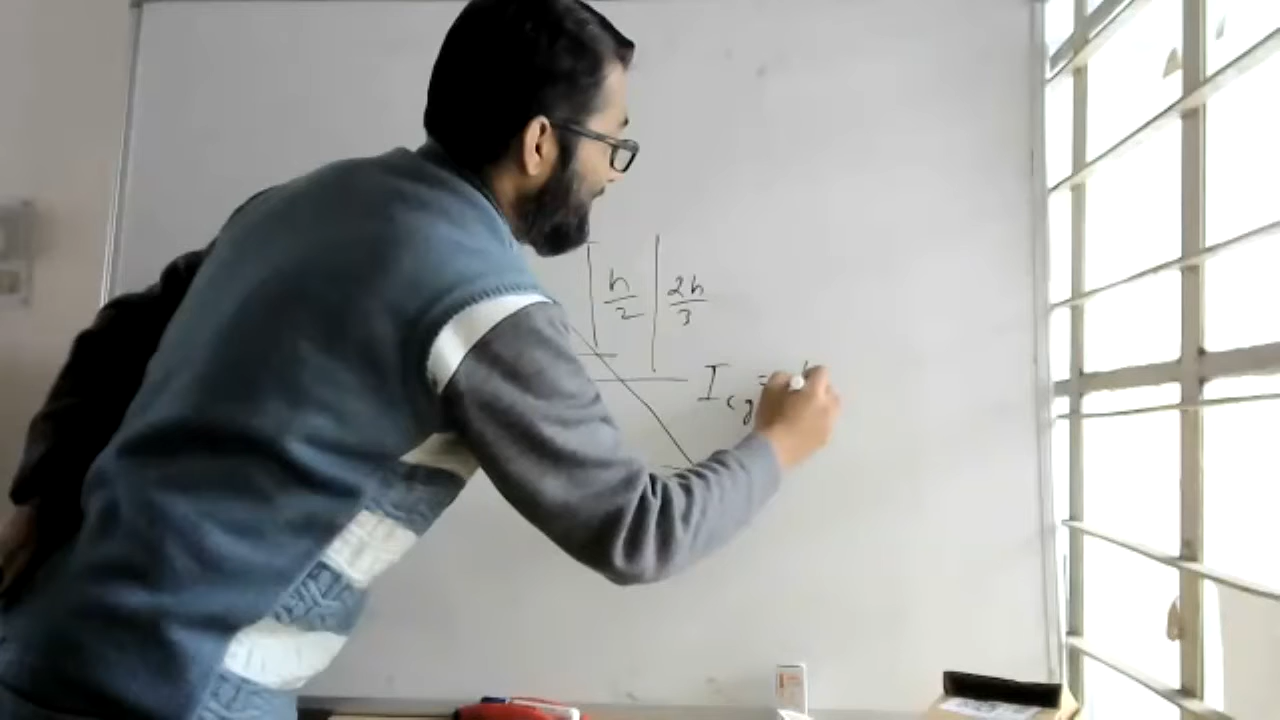 h/2 2h/3
I_cg =